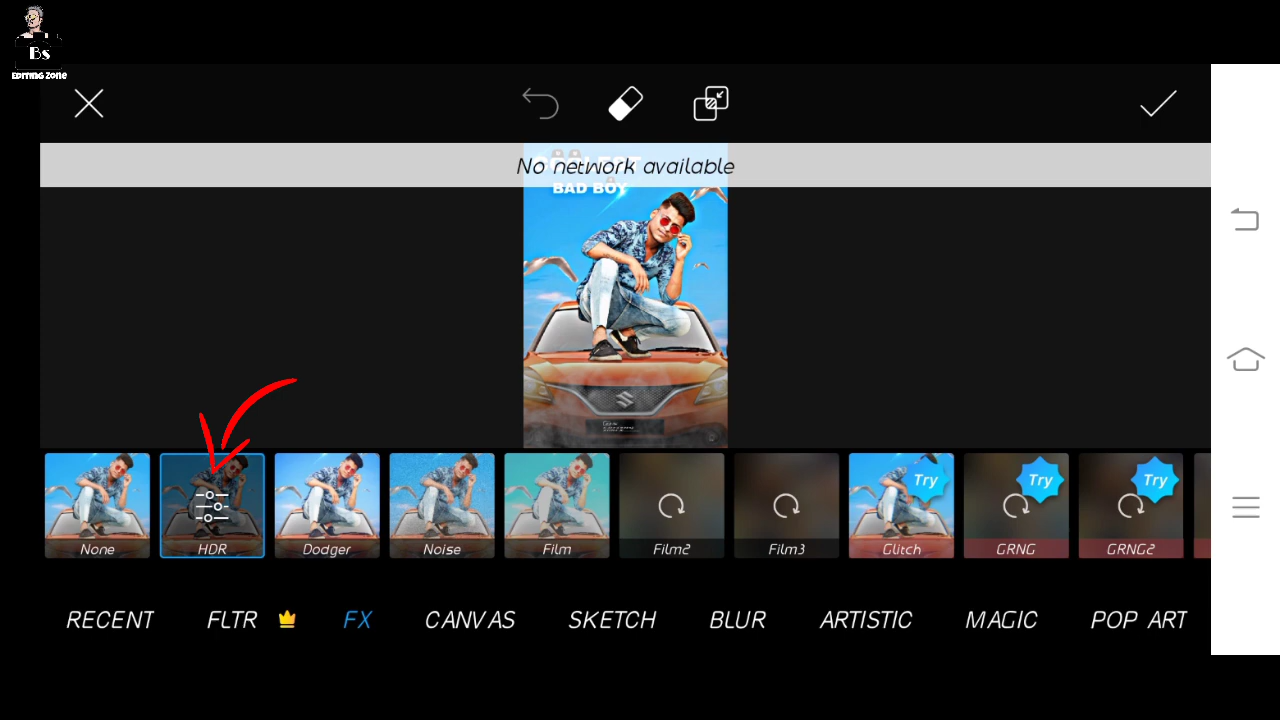 Bs
Editing Zone
No network available
BAD BOY
Try
Try
Try
None
HDR
Dodger
Noise
Film
Film2
Film3
Glitch
GRNG
GRNG2
RECENT
FLTR
FX
CANVAS
SKETCH
BLUR
ARTISTIC
MAGIC
POP ART